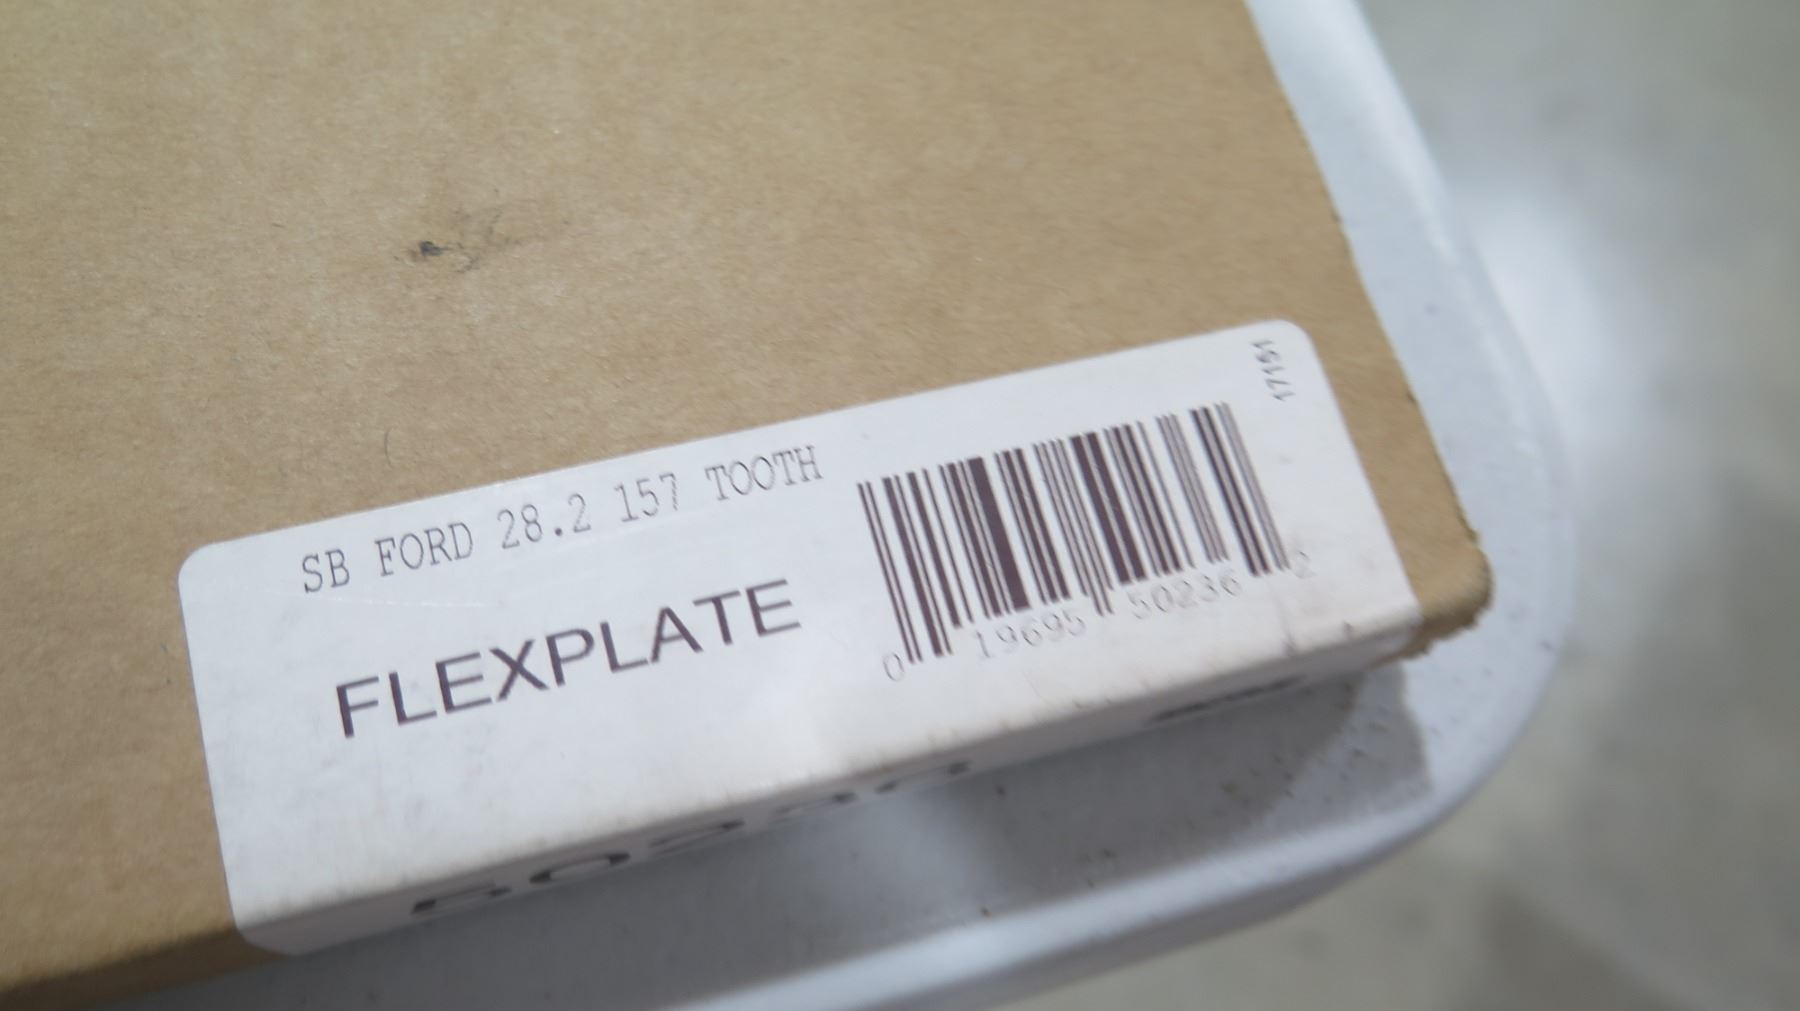 SB FORD 28.2 157 TOOTH
FLEXPLATE
17151
0 19695 50236 2